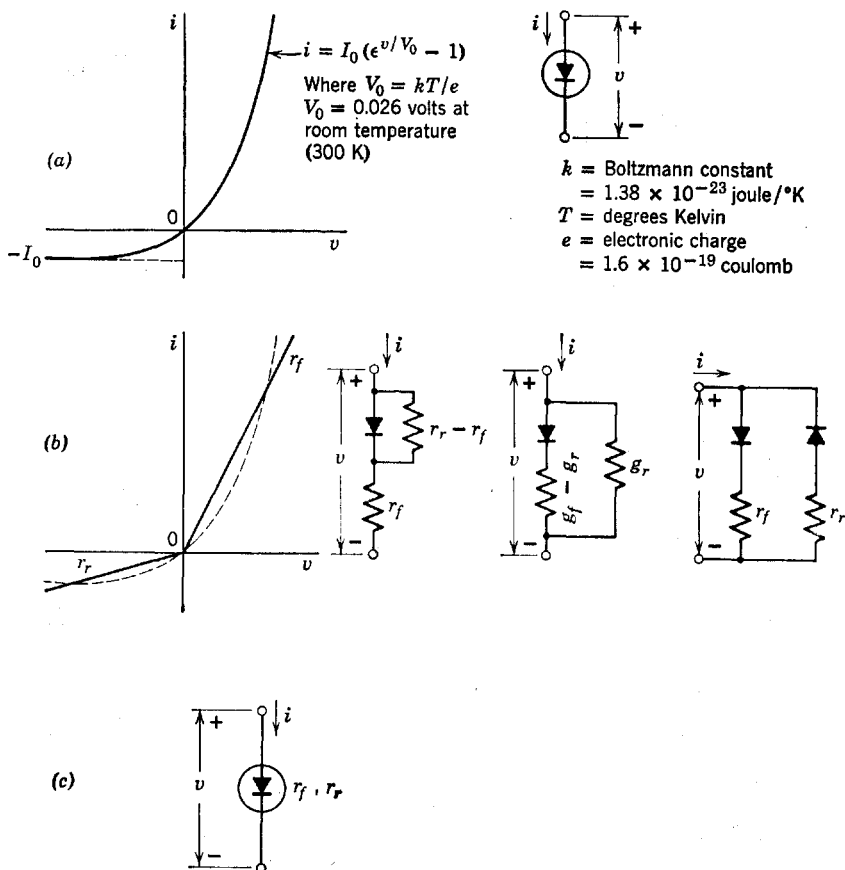 i
i = I₀ (ϵ^{v/V₀} − 1)
Where V₀ = kT/e
V₀ = 0.026 volts at
room temperature
(300 K)
(a)
0
v
−I₀
i
+
v
−
k = Boltzmann constant
= 1.38 × 10⁻²³ joule/°K
T = degrees Kelvin
e = electronic charge
= 1.6 × 10⁻¹⁹ coulomb
i
r_f
(b)
0
r_r
v
i
+
v
r_r − r_f
r_f
−
i
+
v
g_f − g_r
g_r
−
i
+
v
r_f
r_r
−
(c)
+
i
v
r_f , r_r
−